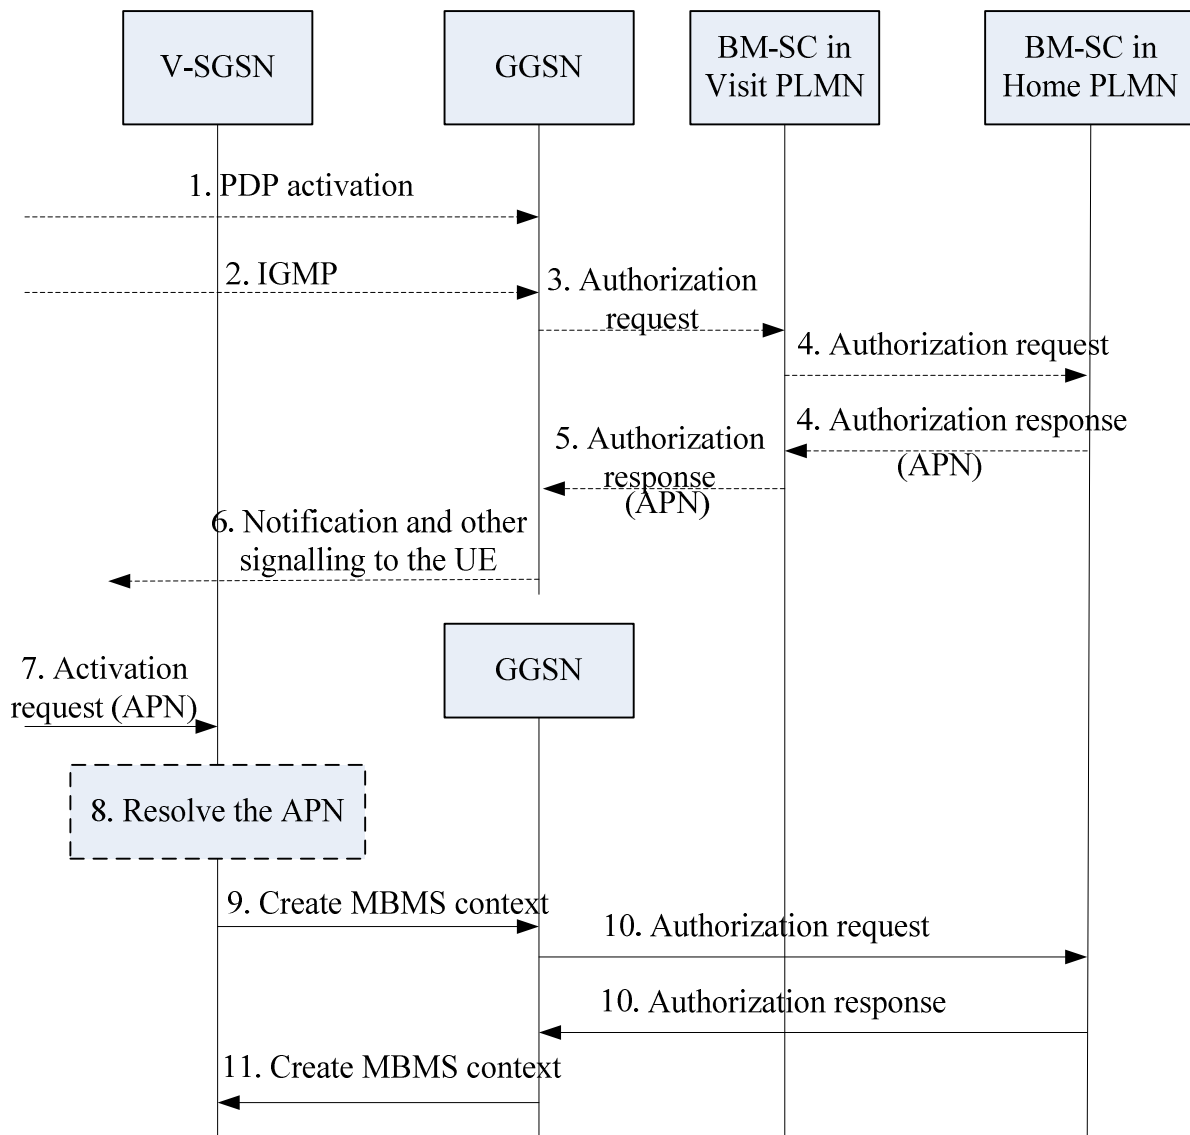 V-SGSN
GGSN
BM-SC in
Visit PLMN
BM-SC in
Home PLMN
1. PDP activation
2. IGMP
3. Authorization
request
4. Authorization request
4. Authorization response
(APN)
5. Authorization
response
(APN)
6. Notification and other
signalling to the UE
GGSN
7. Activation
request (APN)
8. Resolve the APN
9. Create MBMS context
10. Authorization request
10. Authorization response
11. Create MBMS context